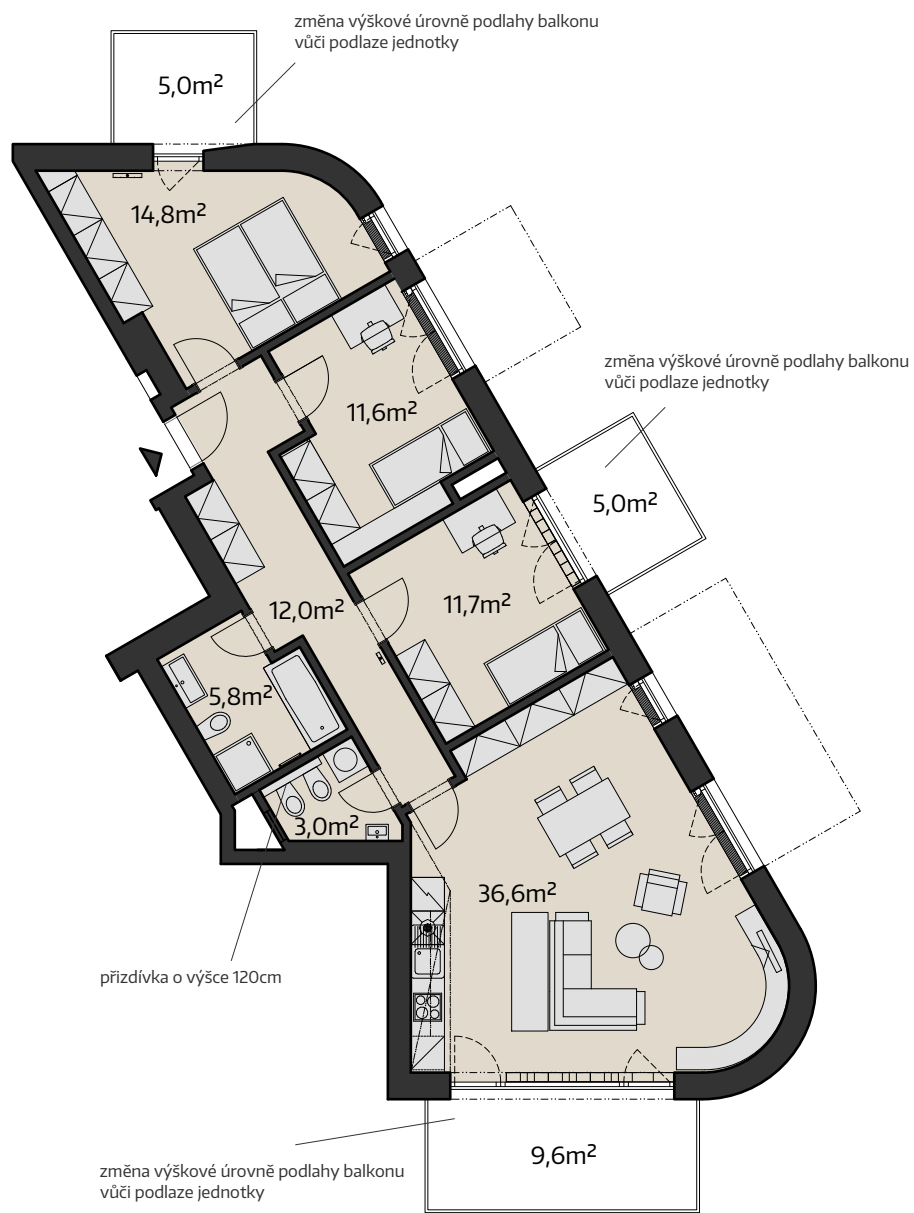 změna výškové úrovně podlahy balkonu
vůči podlaze jednotky
5,0m²
14,8m²
změna výškové úrovně podlahy balkonu
vůči podlaze jednotky
11,6m²
5,0m²
12,0m²
11,7m²
5,8m²
3,0m²
36,6m²
přizdívka o výšce 120cm
9,6m²
změna výškové úrovně podlahy balkonu
vůči podlaze jednotky